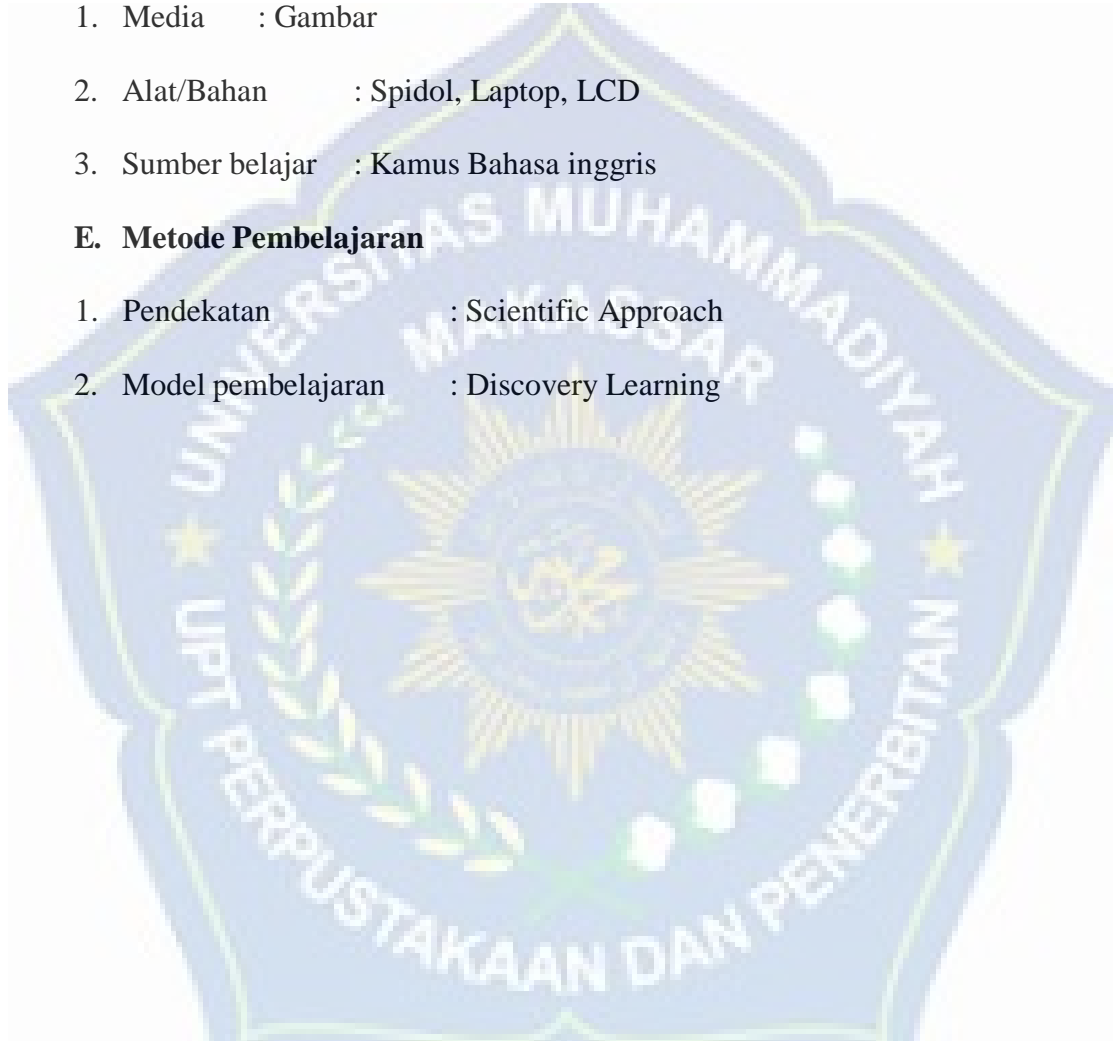 1. Media : Gambar
2. Alat/Bahan : Spidol, Laptop, LCD
3. Sumber belajar : Kamus Bahasa inggris
E. Metode Pembelajaran
1. Pendekatan : Scientific Approach
2. Model pembelajaran : Discovery Learning
UNIVERSITAS MUHAMMADIYAH
MAKASSAR
UPT PERPUSTAKAAN DAN PENERBITAN